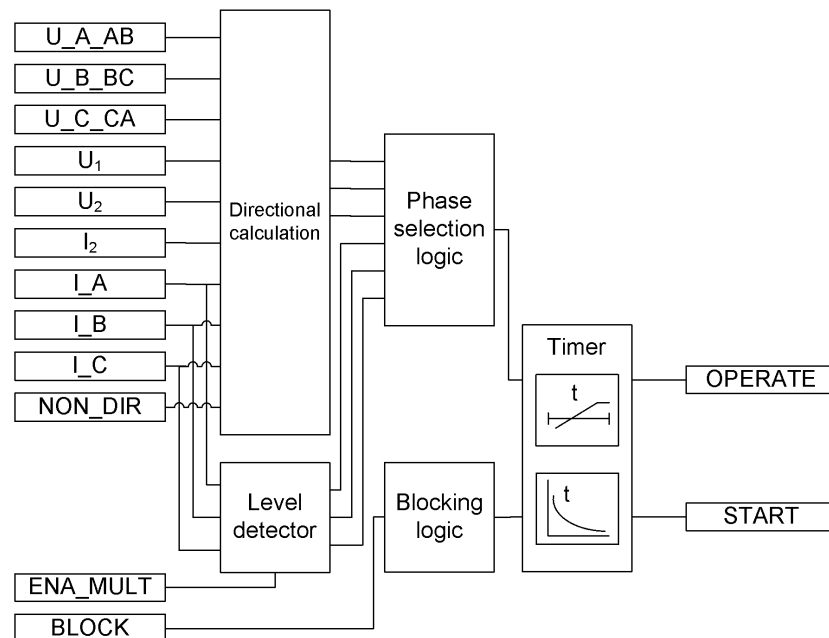 U_A_AB
U_B_BC
U_C_CA
U₁
U₂
I₂
I_A
I_B
I_C
NON_DIR
ENA_MULT
BLOCK
Directional
calculation
Level
detector
Phase
selection
logic
Blocking
logic
Timer
t
t
OPERATE
START